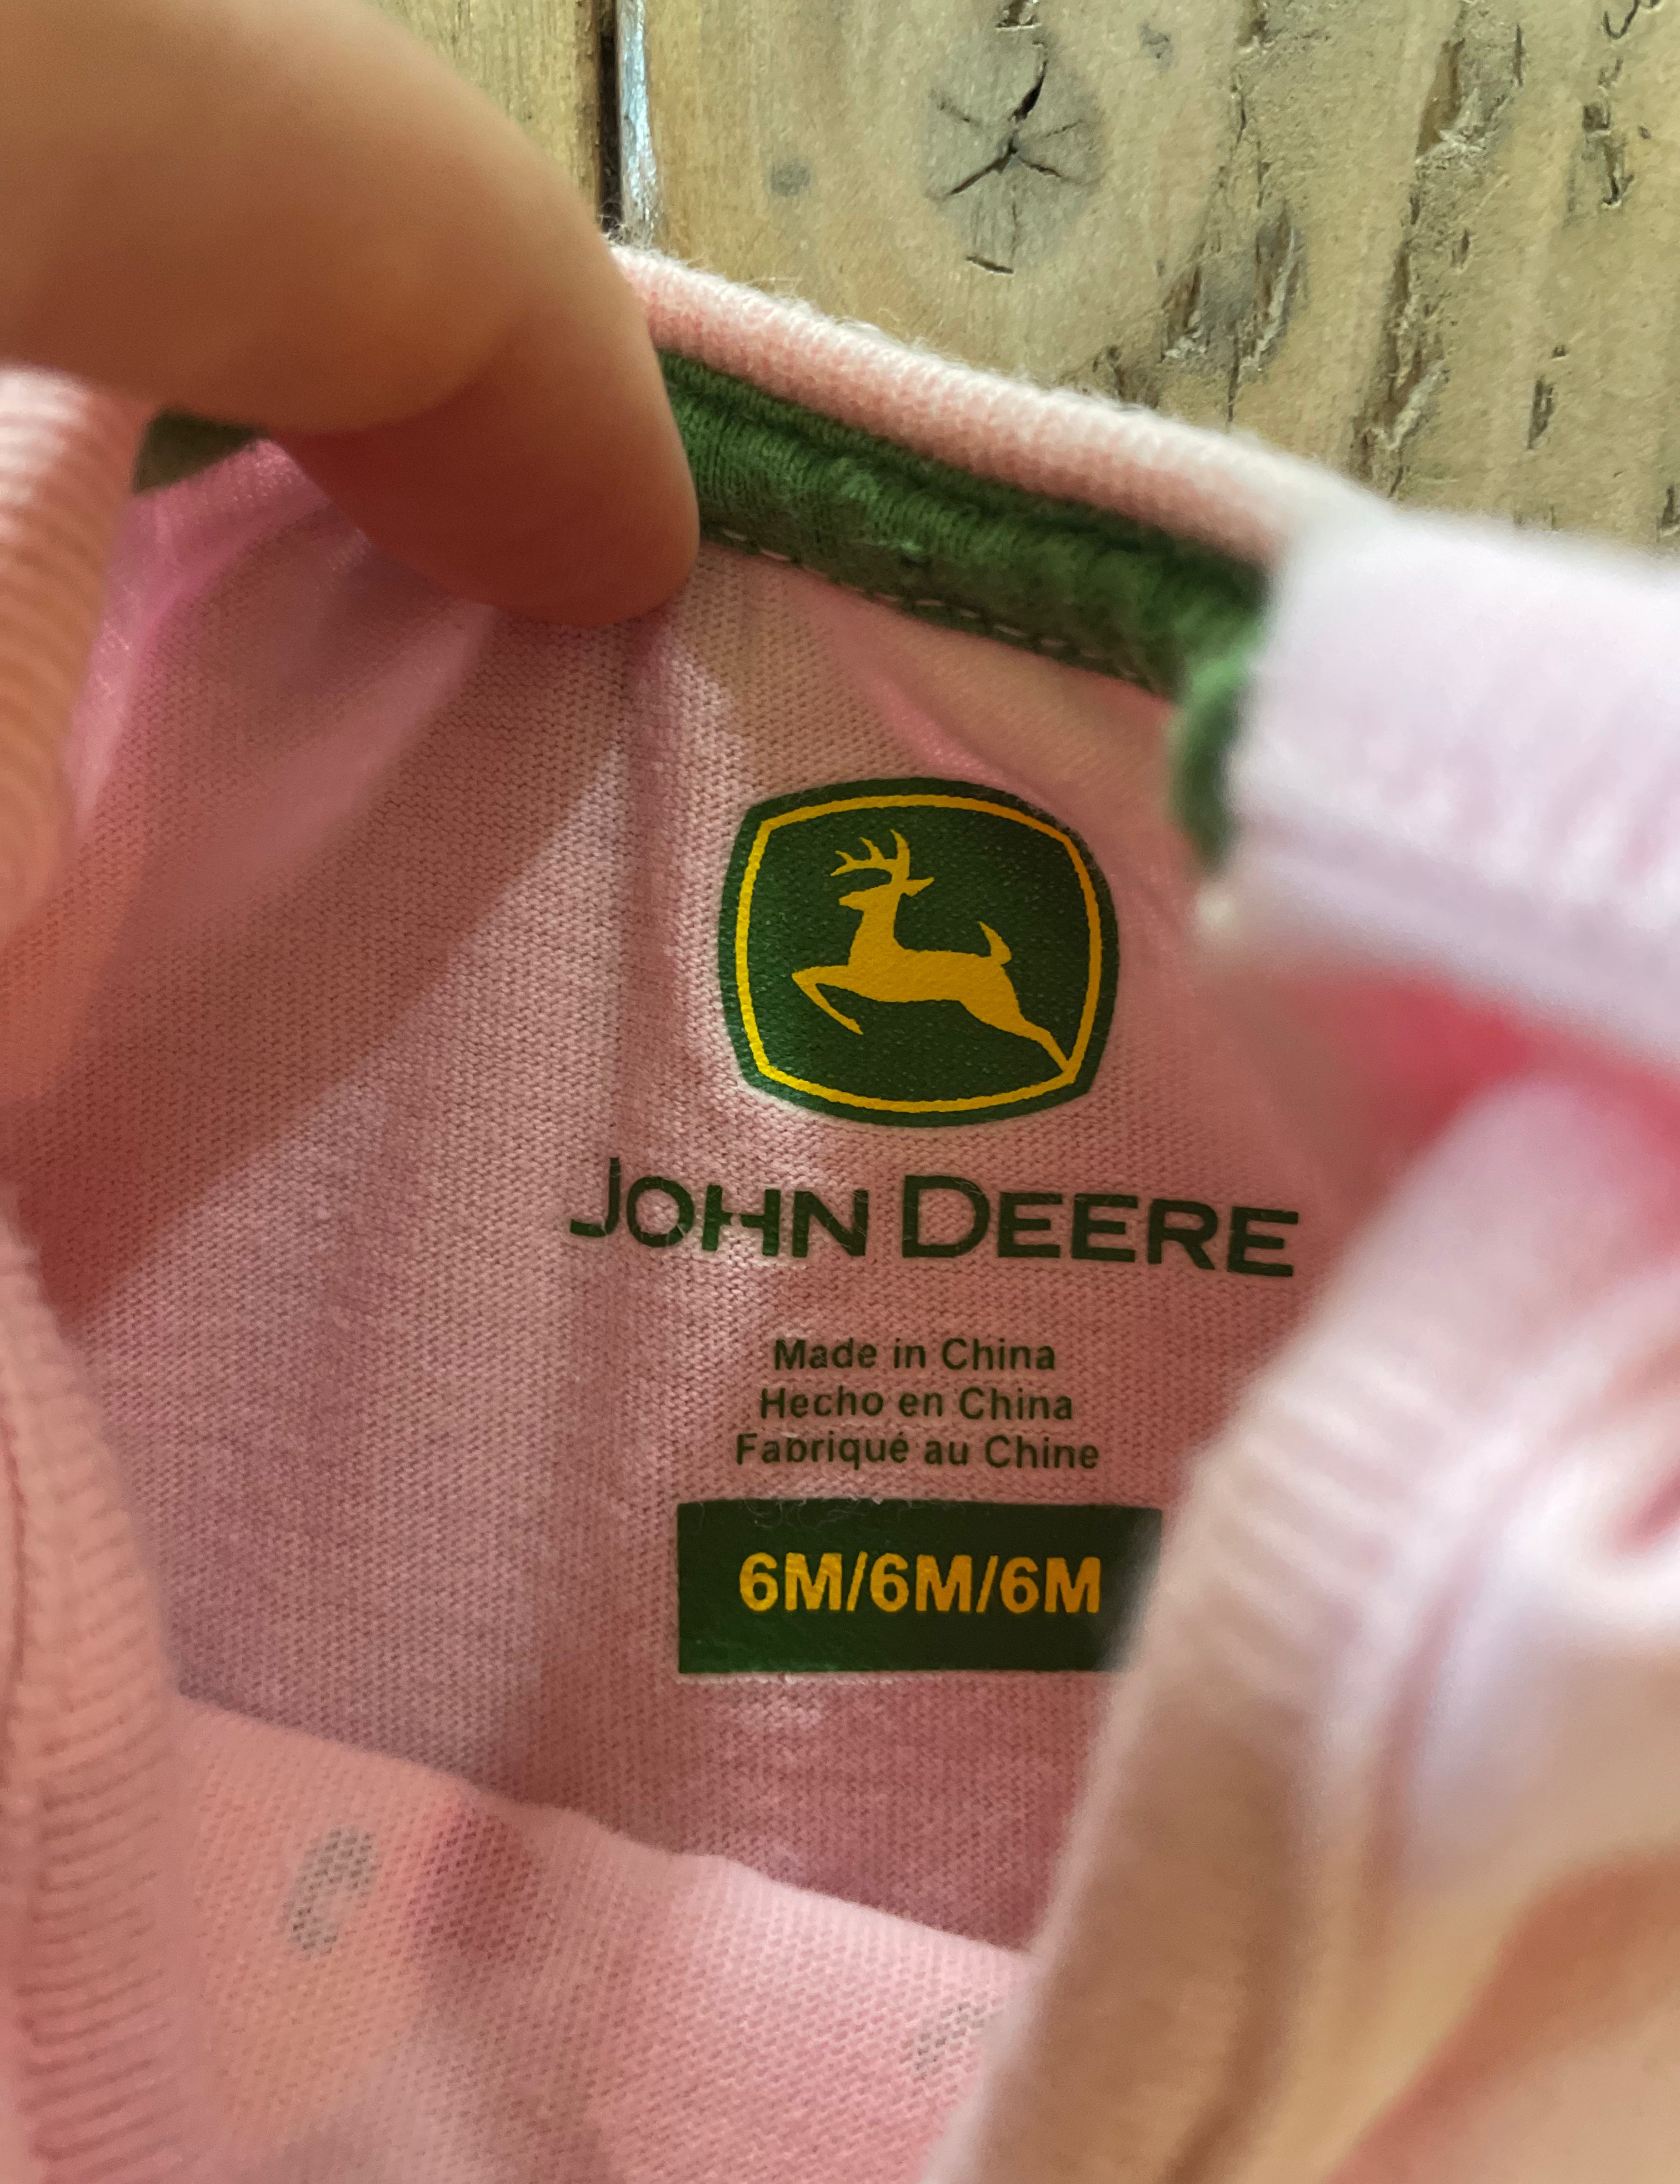 JOHN DEERE
Made in China
Hecho en China
Fabriqué au Chine
6M/6M/6M